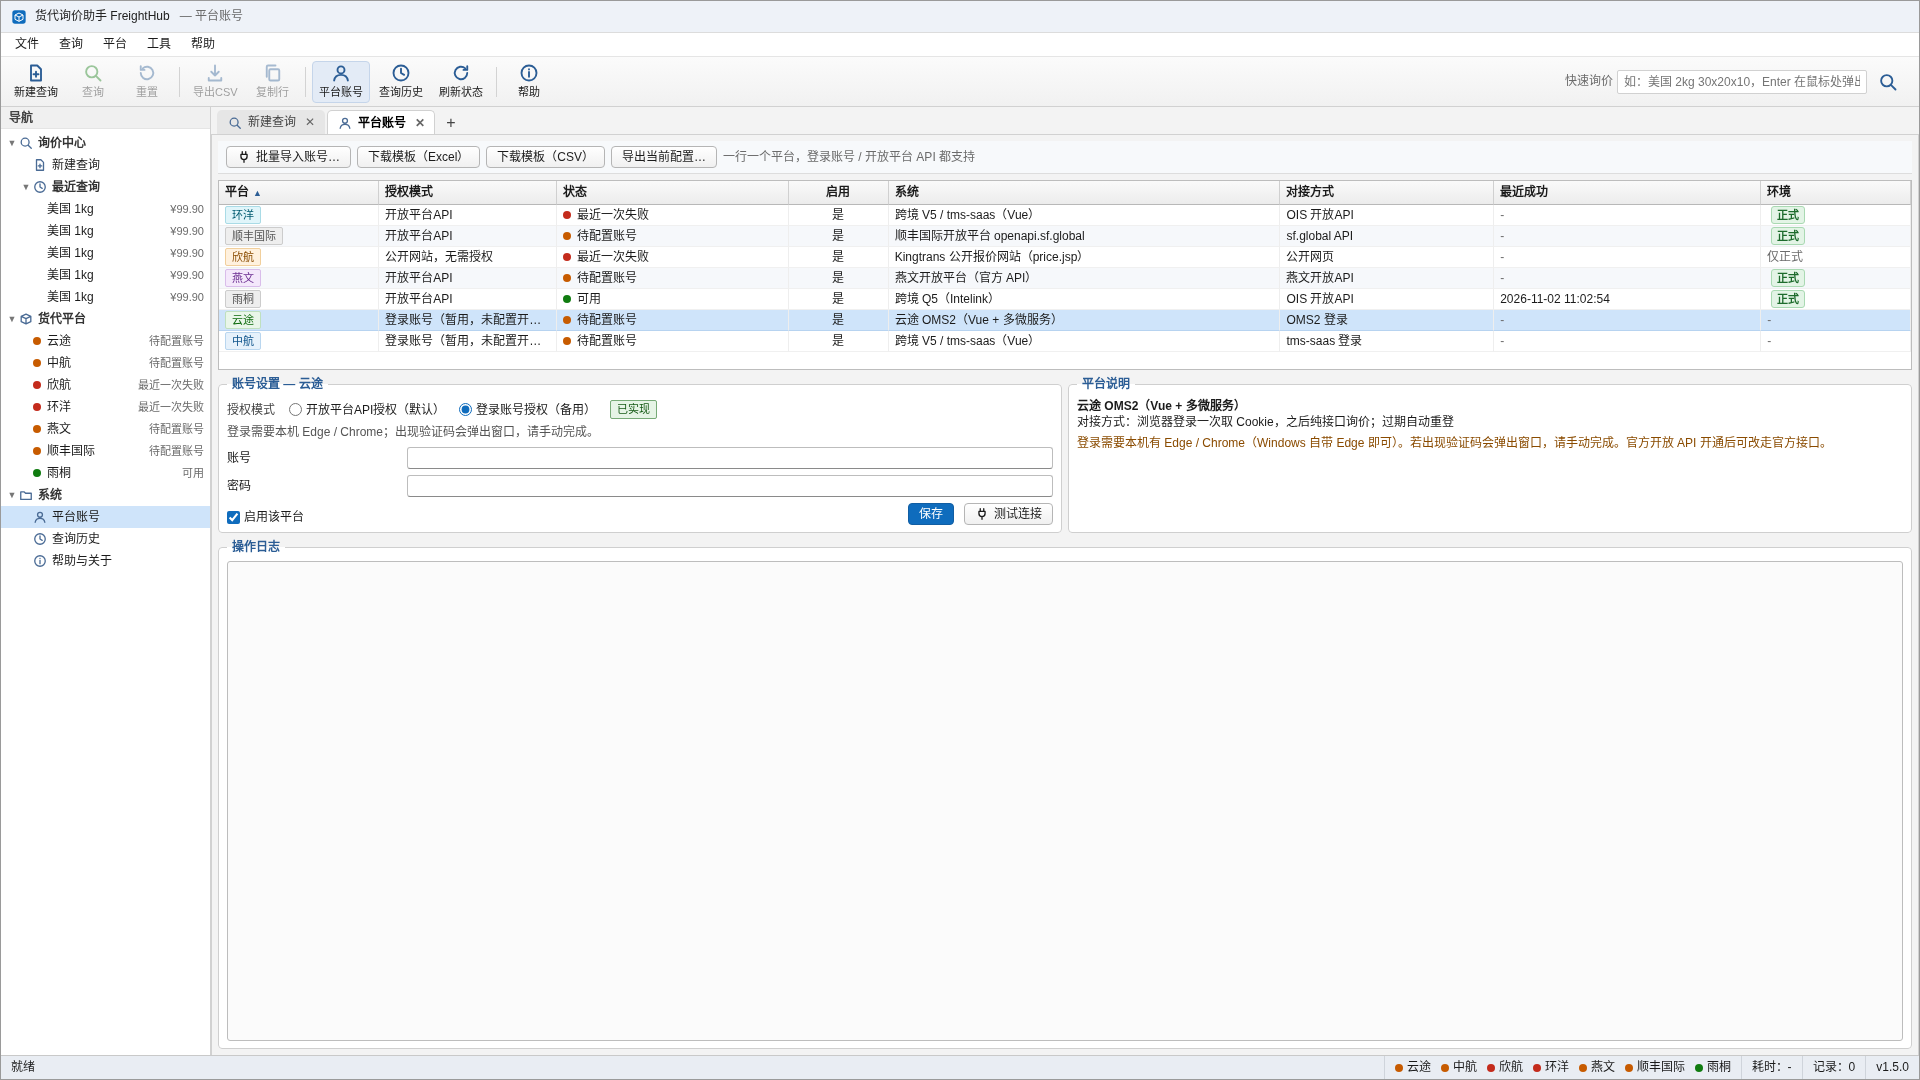 货代询价助手 FreightHub — 平台账号
文件 查询 平台 工具 帮助
新建查询 查询 重置 导出CSV 复制行 平台账号 查询历史 刷新状态 帮助
快速询价 如：美国 2kg 30x20x10，Enter 在鼠标处弹出
导航
询价中心
新建查询
最近查询
美国 1kg ¥99.90
美国 1kg ¥99.90
美国 1kg ¥99.90
美国 1kg ¥99.90
美国 1kg ¥99.90
货代平台
云途 待配置账号
中航 待配置账号
欣航 最近一次失败
环洋 最近一次失败
燕文 待配置账号
顺丰国际 待配置账号
雨桐 可用
系统
平台账号
查询历史
帮助与关于
新建查询 ✕ 平台账号 ✕ +
批量导入账号… 下载模板（Excel） 下载模板（CSV） 导出当前配置… 一行一个平台，登录账号 / 开放平台 API 都支持
平台 ▲ 授权模式 状态 启用 系统 对接方式 最近成功 环境
环洋 开放平台API 最近一次失败 是 跨境 V5 / tms-saas（Vue） OIS 开放API - 正式
顺丰国际 开放平台API 待配置账号 是 顺丰国际开放平台 openapi.sf.global sf.global API - 正式
欣航 公开网站，无需授权 最近一次失败 是 Kingtrans 公开报价网站（price.jsp） 公开网页 - 仅正式
燕文 开放平台API 待配置账号 是 燕文开放平台（官方 API） 燕文开放API - 正式
雨桐 开放平台API 可用 是 跨境 Q5（Intelink） OIS 开放API 2026-11-02 11:02:54 正式
云途 登录账号（暂用，未配置开… 待配置账号 是 云途 OMS2（Vue + 多微服务） OMS2 登录 - -
中航 登录账号（暂用，未配置开… 待配置账号 是 跨境 V5 / tms-saas（Vue） tms-saas 登录 - -
账号设置 — 云途
授权模式 开放平台API授权（默认） 登录账号授权（备用） 已实现
登录需要本机 Edge / Chrome；出现验证码会弹出窗口，请手动完成。
账号
密码
启用该平台 保存 测试连接
平台说明
云途 OMS2（Vue + 多微服务）
对接方式：浏览器登录一次取 Cookie，之后纯接口询价；过期自动重登
登录需要本机有 Edge / Chrome（Windows 自带 Edge 即可）。若出现验证码会弹出窗口，请手动完成。官方开放 API 开通后可改走官方接口。
操作日志
就绪 云途 中航 欣航 环洋 燕文 顺丰国际 雨桐 耗时：- 记录：0 v1.5.0